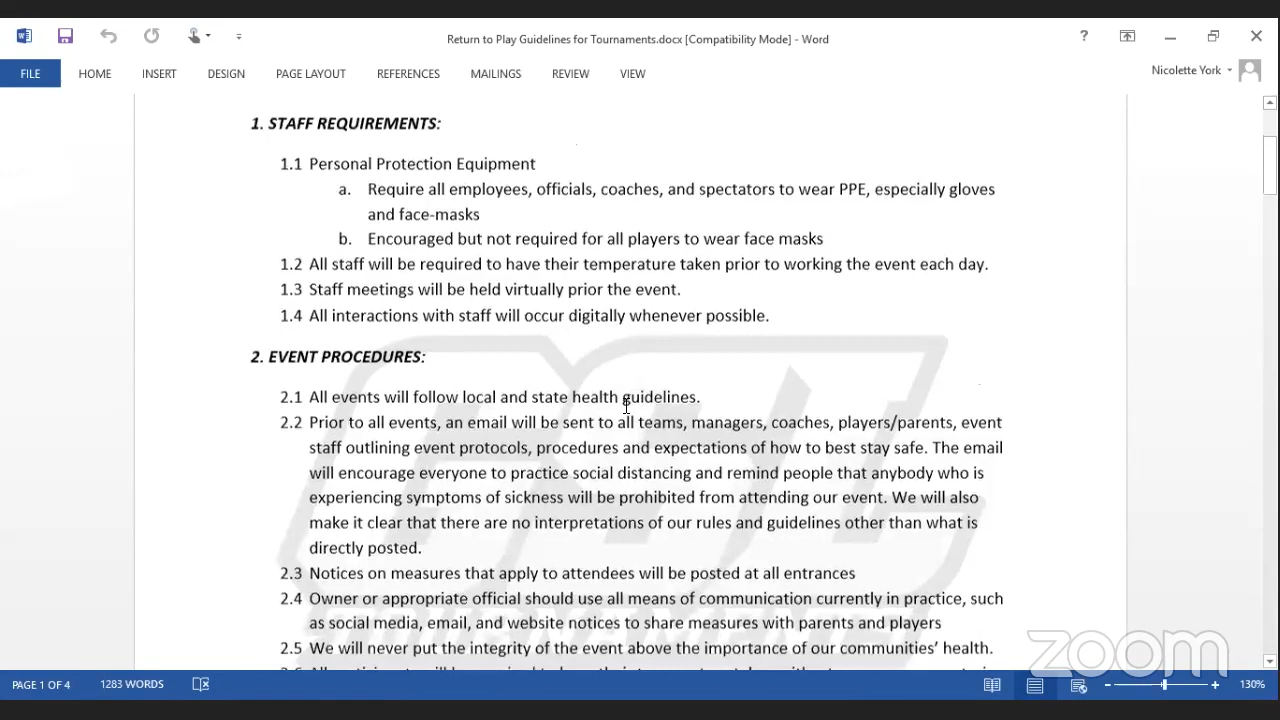 Return to Play Guidelines for Tournaments.docx [Compatibility Mode] - Word
?
FILE HOME INSERT DESIGN PAGE LAYOUT REFERENCES MAILINGS REVIEW VIEW
Nicolette York
1. STAFF REQUIREMENTS:
1.1 Personal Protection Equipment
a. Require all employees, officials, coaches, and spectators to wear PPE, especially gloves
and face-masks
b. Encouraged but not required for all players to wear face masks
1.2 All staff will be required to have their temperature taken prior to working the event each day.
1.3 Staff meetings will be held virtually prior the event.
1.4 All interactions with staff will occur digitally whenever possible.
2. EVENT PROCEDURES:
2.1 All events will follow local and state health guidelines.
2.2 Prior to all events, an email will be sent to all teams, managers, coaches, players/parents, event
staff outlining event protocols, procedures and expectations of how to best stay safe. The email
will encourage everyone to practice social distancing and remind people that anybody who is
experiencing symptoms of sickness will be prohibited from attending our event. We will also
make it clear that there are no interpretations of our rules and guidelines other than what is
directly posted.
2.3 Notices on measures that apply to attendees will be posted at all entrances
2.4 Owner or appropriate official should use all means of communication currently in practice, such
as social media, email, and website notices to share measures with parents and players
2.5 We will never put the integrity of the event above the importance of our communities' health.
zoom
PAGE 1 OF 4 1283 WORDS
130%